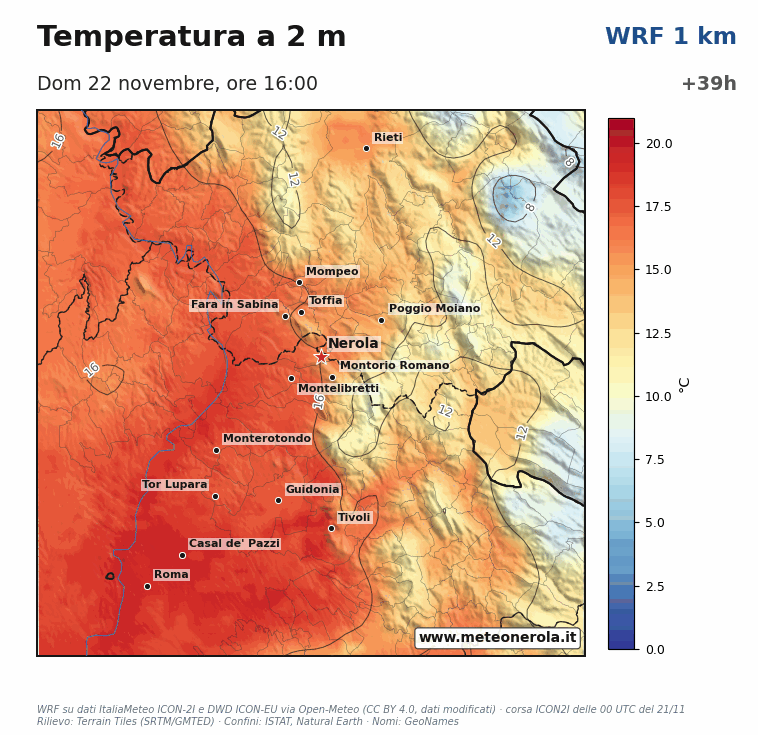 Temperatura a 2 m
WRF 1 km
Dom 22 novembre, ore 16:00
+39h
16
12
Rieti
8
12
8
12
Mompeo
Fara in Sabina
Toffia
Poggio Moiano
Nerola
Montorio Romano
16
Montelibretti
16
12
12
Monterotondo
Tor Lupara
Guidonia
Tivoli
Casal de' Pazzi
Roma
www.meteonerola.it
20.0
17.5
15.0
12.5
10.0
7.5
5.0
2.5
0.0
°C
WRF su dati ItaliaMeteo ICON-2I e DWD ICON-EU via Open-Meteo (CC BY 4.0, dati modificati) · corsa ICON2I delle 00 UTC del 21/11
Rilievo: Terrain Tiles (SRTM/GMTED) · Confini: ISTAT, Natural Earth · Nomi: GeoNames